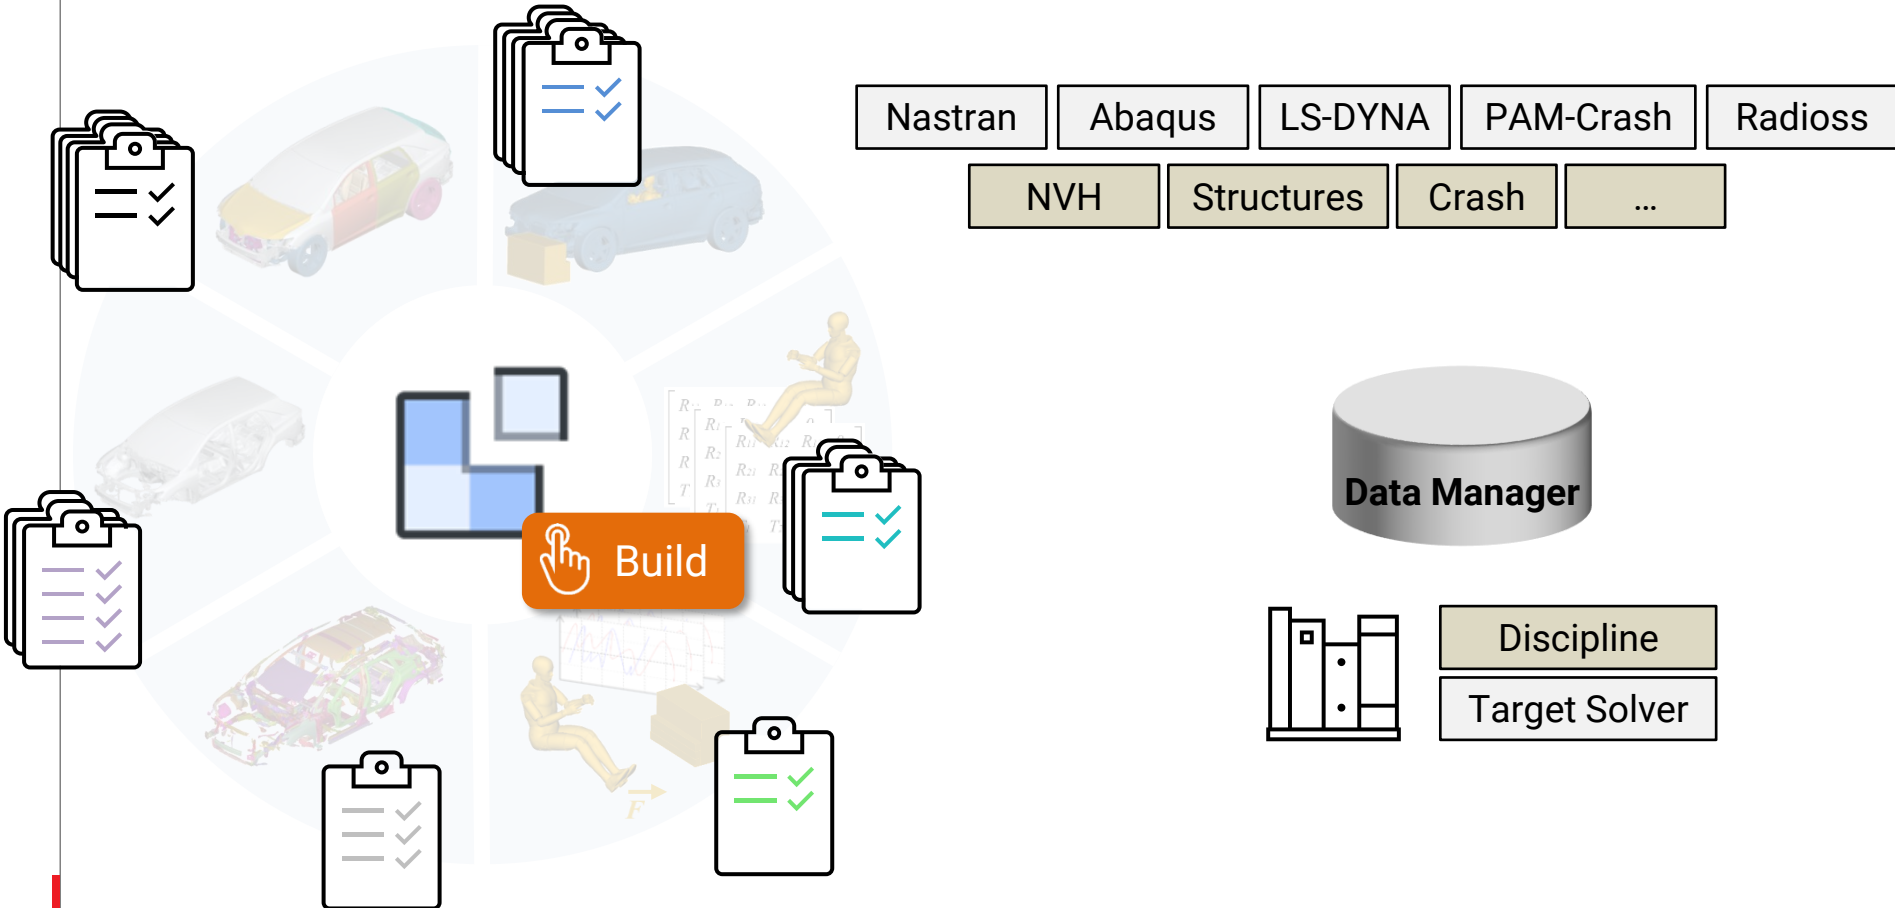 Nastran Abaqus LS-DYNA PAM-Crash Radioss
NVH Structures Crash ...
Data Manager
Build
Discipline
Target Solver
F